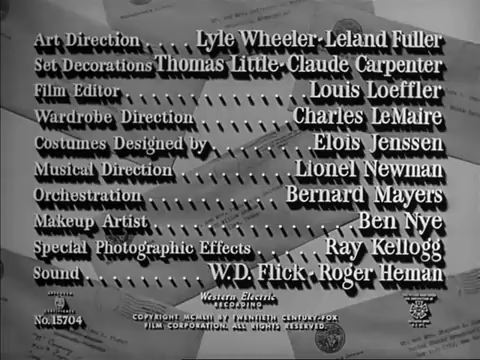 Art Direction . . . . Lyle Wheeler - Leland Fuller
Set Decorations Thomas Little - Claude Carpenter
Film Editor . . . . . . . . . . . . Louis Loeffler
Wardrobe Direction . . . . . . Charles LeMaire
Costumes Designed by . . . . . . Elois Jenssen
Musical Direction . . . . . . . . Lionel Newman
Orchestration . . . . . . . . . Bernard Mayers
Makeup Artist . . . . . . . . . . . . . Ben Nye
Special Photographic Effects . . . . . Ray Kellogg
Sound . . . . . . . W. D. Flick - Roger Heman
Western Electric
RECORDING
APPROVED
CERTIFICATE
No. 15704
COPYRIGHT MCMLII BY TWENTIETH CENTURY-FOX
FILM CORPORATION. ALL RIGHTS RESERVED.